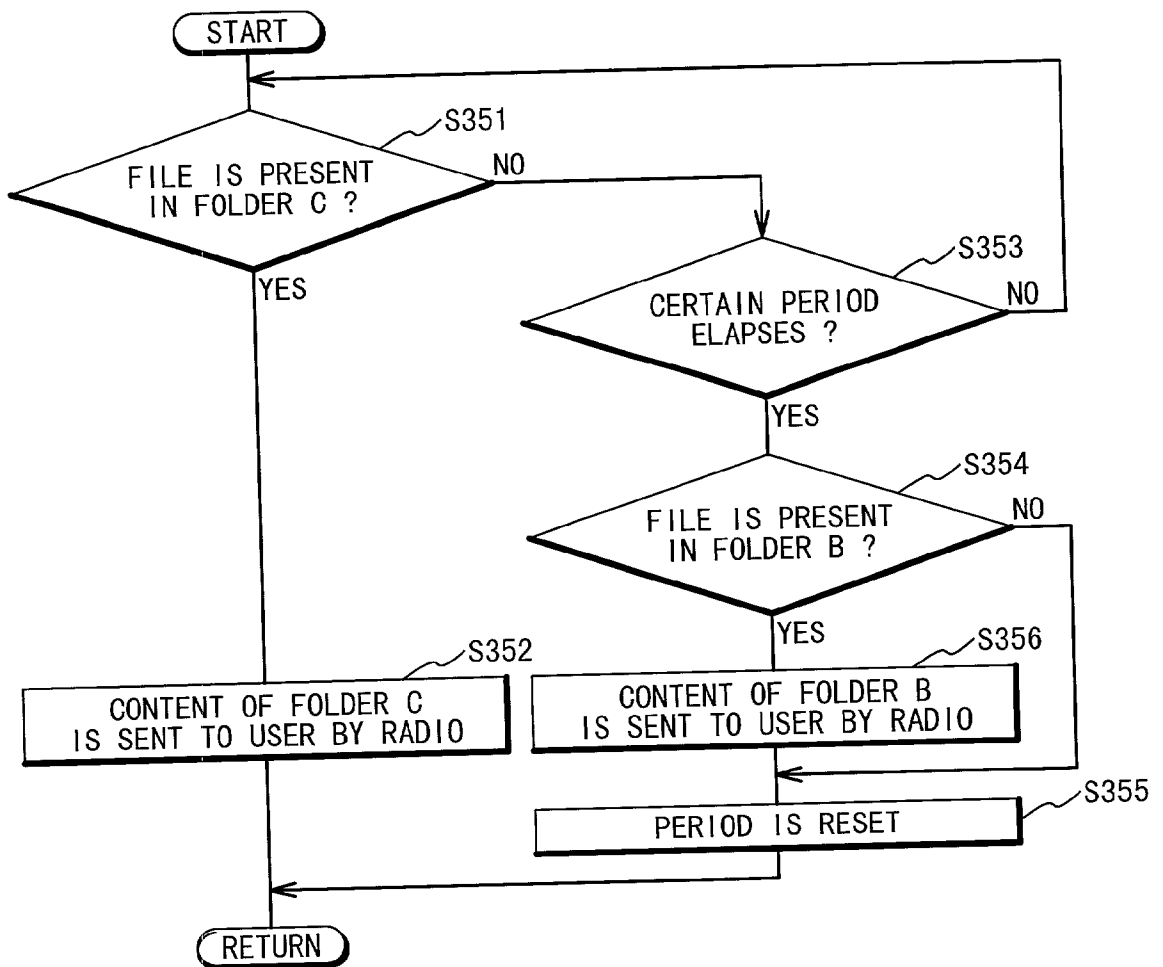 START
S351
FILE IS PRESENT
IN FOLDER C ?
NO
YES
S353
CERTAIN PERIOD
ELAPSES ?
NO
YES
S354
FILE IS PRESENT
IN FOLDER B ?
NO
YES
S352
CONTENT OF FOLDER C
IS SENT TO USER BY RADIO
S356
CONTENT OF FOLDER B
IS SENT TO USER BY RADIO
S355
PERIOD IS RESET
RETURN